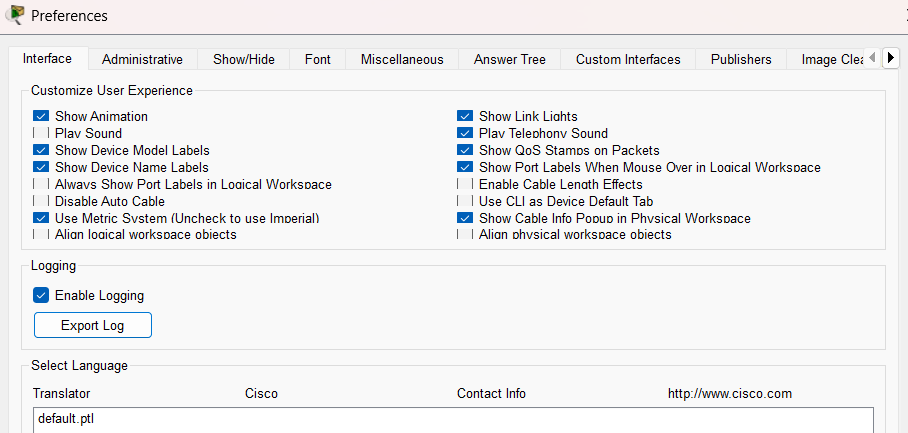 Preferences
Interface Administrative Show/Hide Font Miscellaneous Answer Tree Custom Interfaces Publishers Image Clea
Customize User Experience
Show Animation Show Link Lights
Play Sound Play Telephony Sound
Show Device Model Labels Show QoS Stamps on Packets
Show Device Name Labels Show Port Labels When Mouse Over in Logical Workspace
Always Show Port Labels in Logical Workspace Enable Cable Length Effects
Disable Auto Cable Use CLI as Device Default Tab
Use Metric System (Uncheck to use Imperial) Show Cable Info Popup in Physical Workspace
Align logical workspace objects Align physical workspace objects
Logging
Enable Logging
Export Log
Select Language
Translator Cisco Contact Info http://www.cisco.com
default.ptl